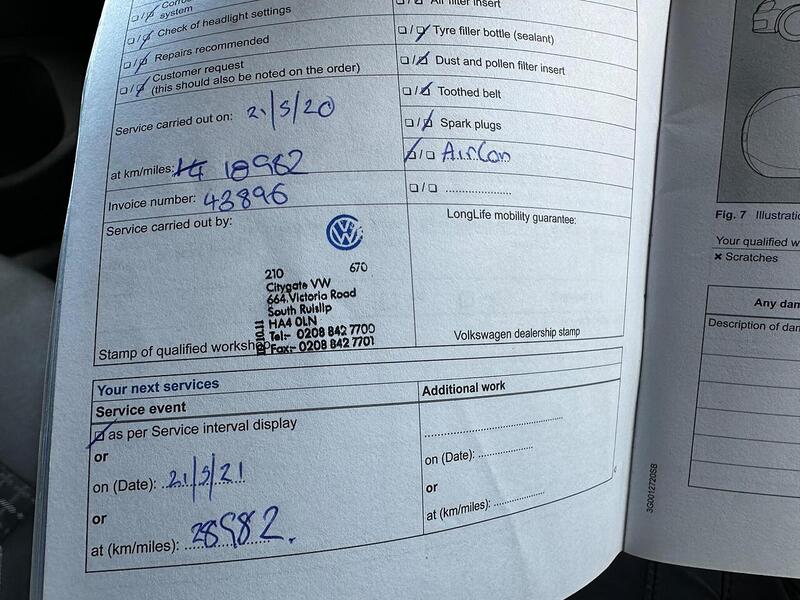 system
☐ / ☑ Check of headlight settings
☐ / ☑ Repairs recommended
☐ / ☑ Customer request
(this should also be noted on the order)
Service carried out on: 21/5/20
at km/miles: 18982
Invoice number: 43896
Service carried by:
210 670
Citygate VW
664.Victoria Road
South Ruislip
HA4 0LN
Tel:- 0208 842 7700
Fax:- 0208 842 7701
Stamp of qualified workshop
Air filter insert
☐ / ☑ Tyre filler bottle (sealant)
☐ / ☑ Dust and pollen filter insert
☐ / ☑ Toothed belt
☐ / ☑ Spark plugs
☑ / ☐ AirCon
☐ / ☐ ....................
LongLife mobility guarantee:
Volkswagen dealership stamp
Your next services
Service event
☑ as per Service interval display
or
on (Date): 21/5/21
or
at (km/miles): 28982.
Additional work
on (Date): ..............
or
at (km/miles): ..............
3G0012720SB
Fig. 7 Illustratio
Your qualified w
✖ Scratches
Any dam
Description of dam